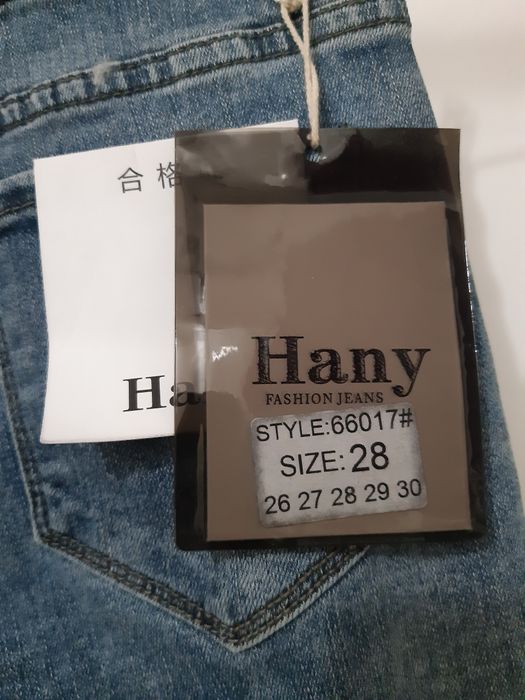 合 格
Ha
Hany
FASHION JEANS
STYLE:66017#
SIZE: 28
26 27 28 29 30